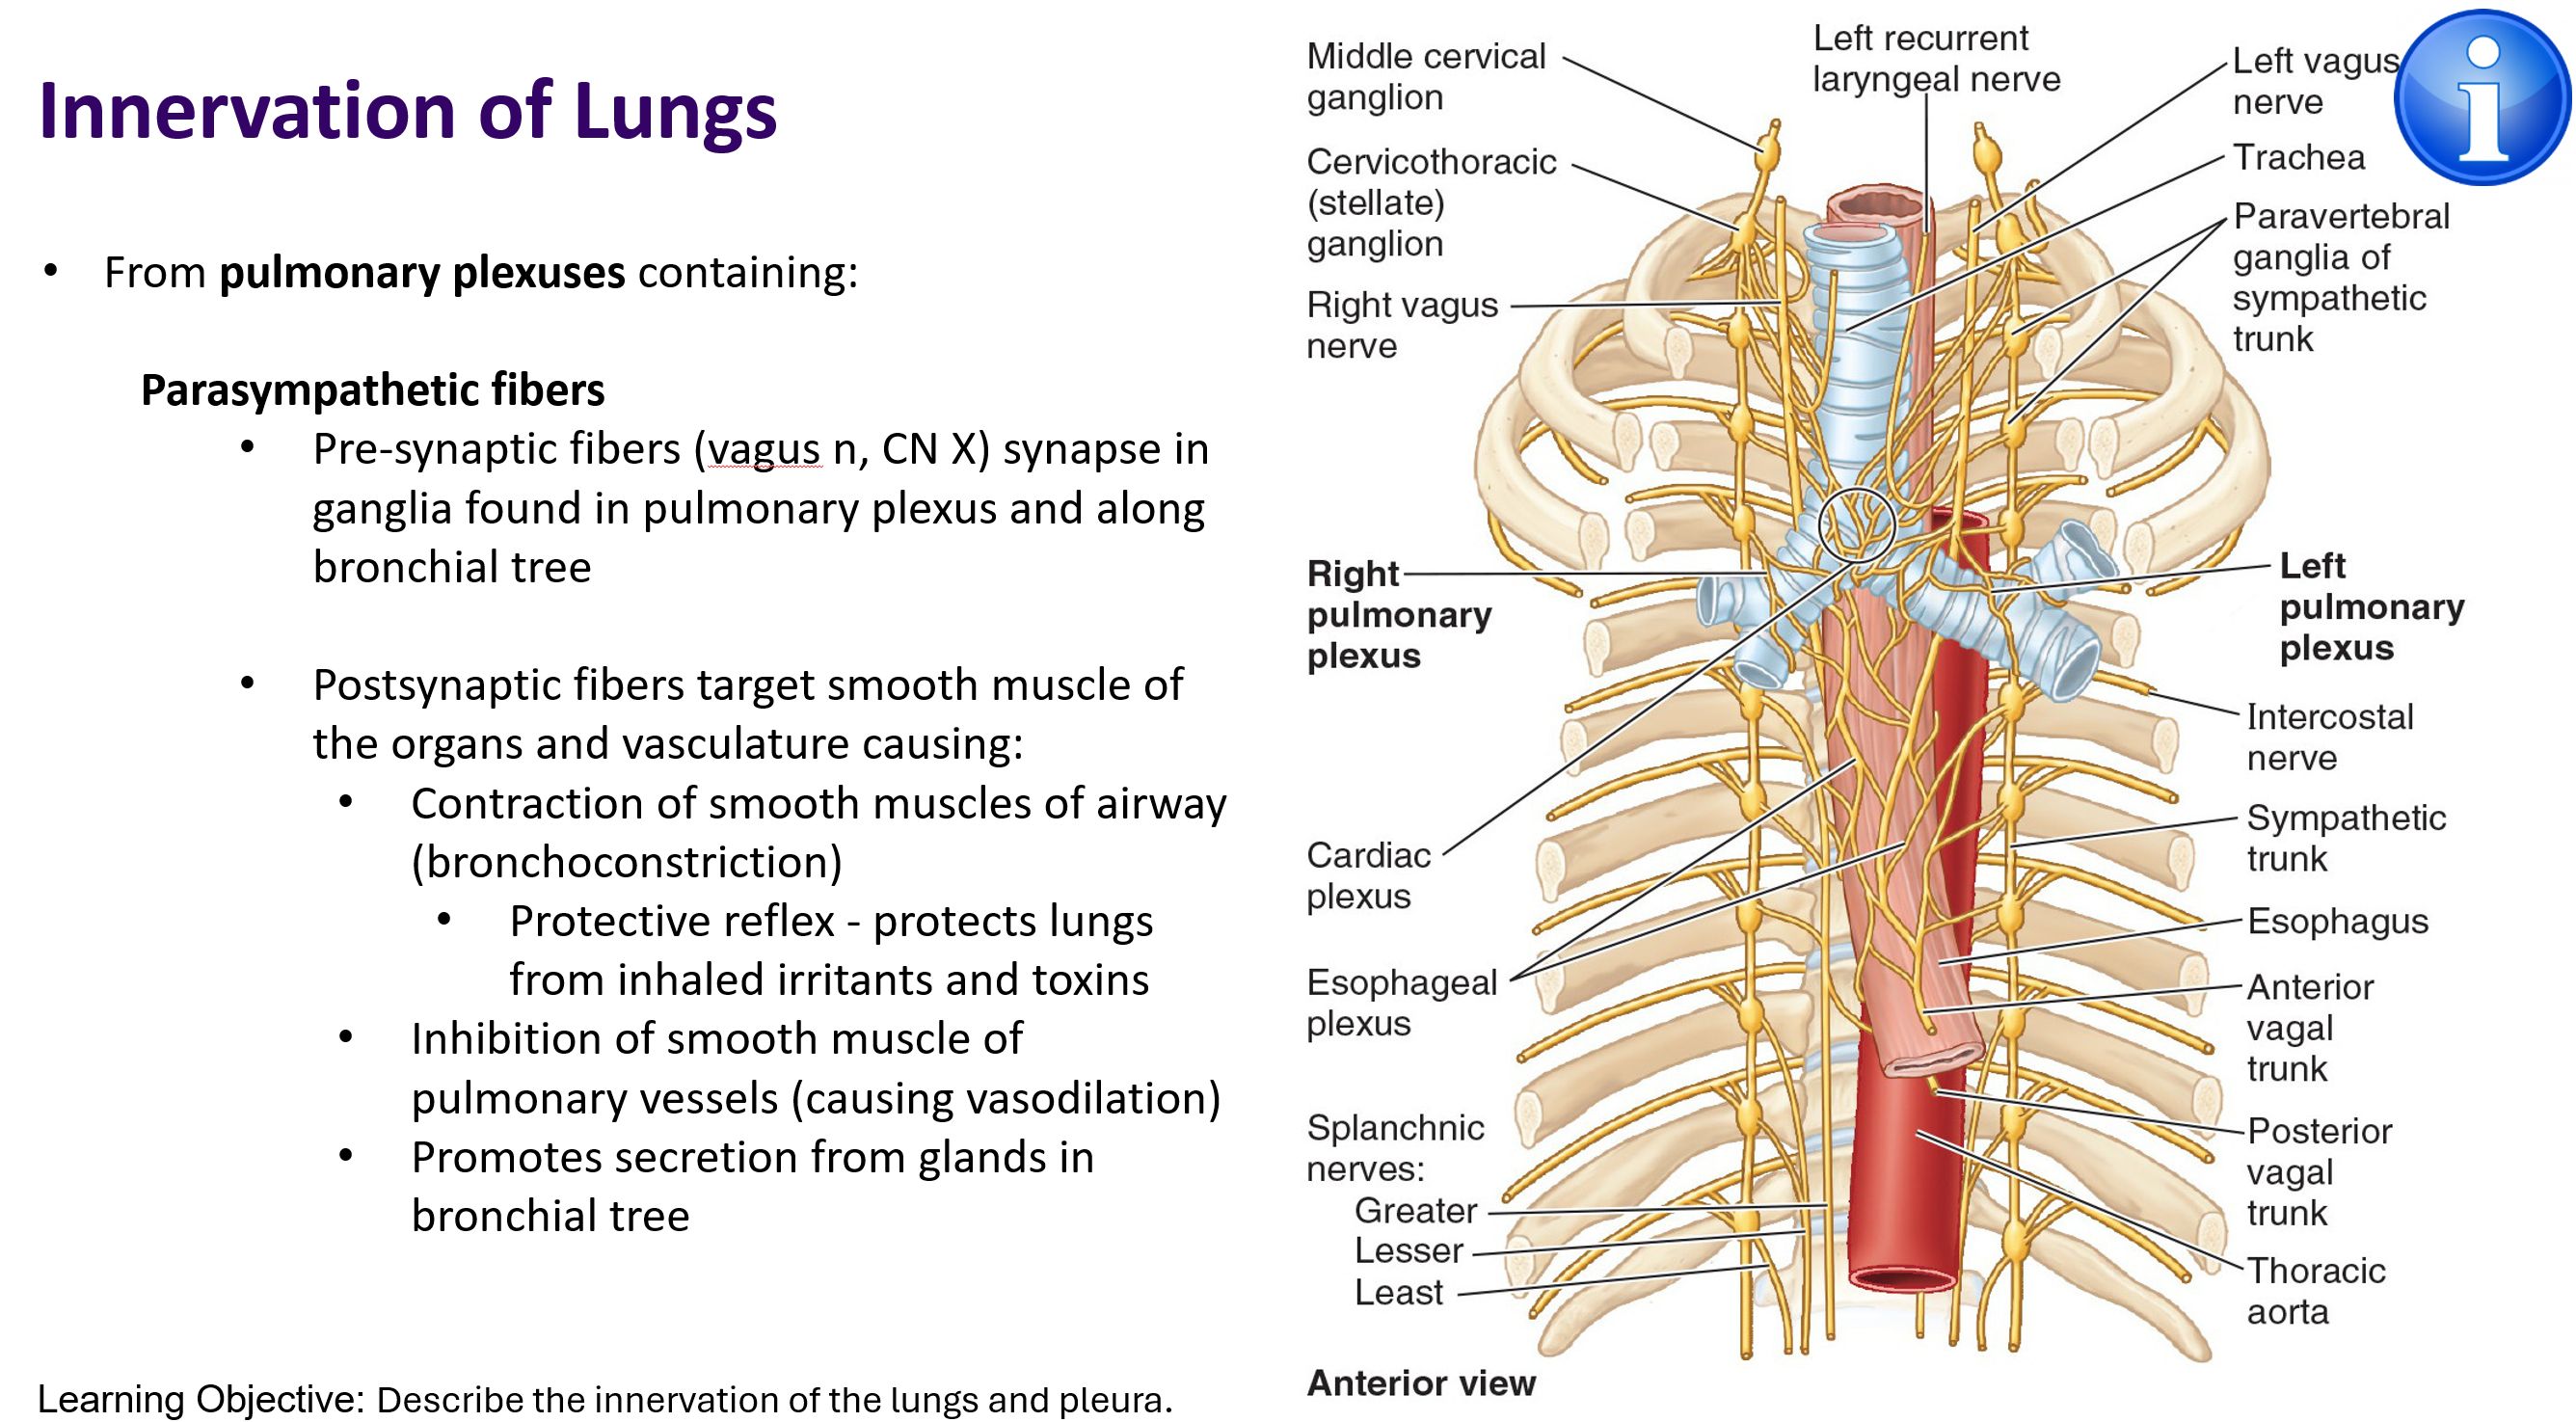 Innervation of Lungs
• From pulmonary plexuses containing:
Parasympathetic fibers
• Pre-synaptic fibers (vagus n, CN X) synapse in
ganglia found in pulmonary plexus and along
bronchial tree
• Postsynaptic fibers target smooth muscle of
the organs and vasculature causing:
• Contraction of smooth muscles of airway
(bronchoconstriction)
• Protective reflex - protects lungs
from inhaled irritants and toxins
• Inhibition of smooth muscle of
pulmonary vessels (causing vasodilation)
• Promotes secretion from glands in
bronchial tree
Learning Objective: Describe the innervation of the lungs and pleura.
Middle cervical
ganglion
Cervicothoracic
(stellate)
ganglion
Right vagus
nerve
Right
pulmonary
plexus
Cardiac
plexus
Esophageal
plexus
Splanchnic
nerves:
Greater
Lesser
Least
Anterior view
Left recurrent
laryngeal nerve
Left vagus
nerve
Trachea
Paravertebral
ganglia of
sympathetic
trunk
Left
pulmonary
plexus
Intercostal
nerve
Sympathetic
trunk
Esophagus
Anterior
vagal
trunk
Posterior
vagal
trunk
Thoracic
aorta
i